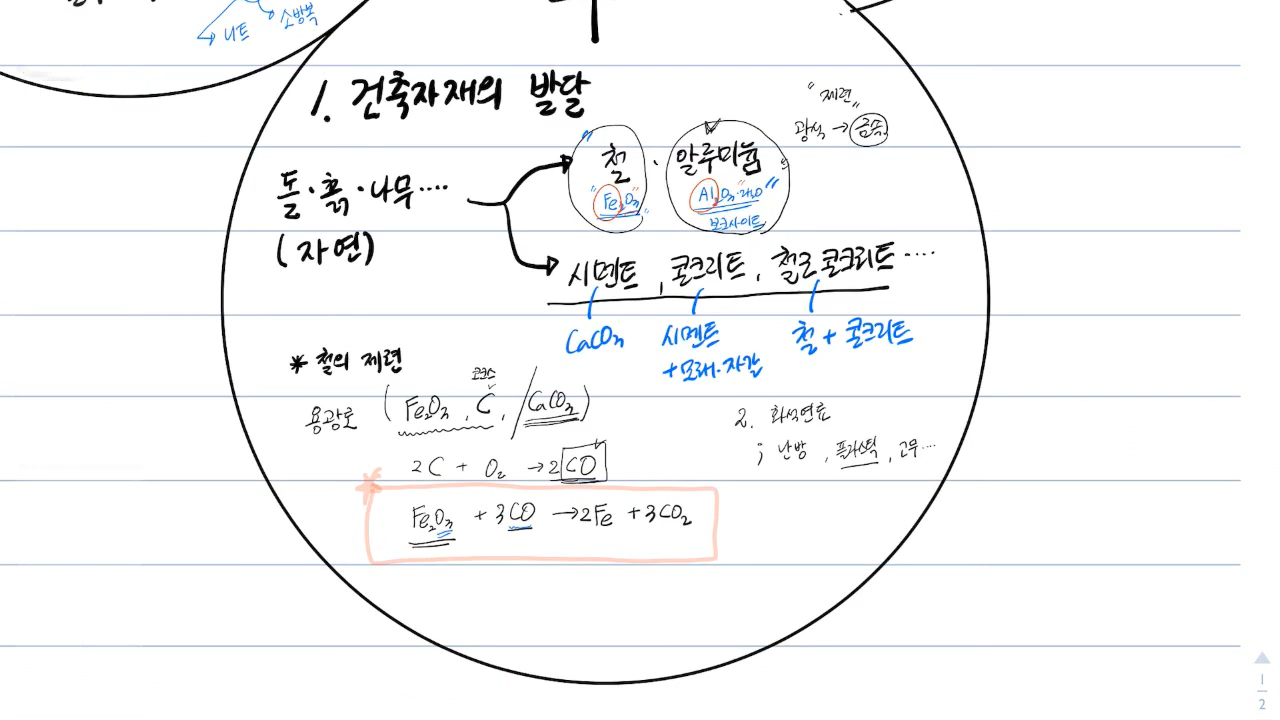 니트
소방복
1. 건축자재의 발달
"제련"
광석 → 금속
돌·흙·나무····
(자연)
철 · 알루미늄
"Fe₂O₃" "Al₂O₃·2H₂O"
보크사이트
시멘트, 콘크리트, 철근 콘크리트 ····
CaCO₃ 시멘트 철 + 콘크리트
+ 모래·자갈
* 철의 제련
코크스
용광로 (Fe₂O₃, C, / CaCO₃)
2. 화석연료
; 난방, 플라스틱, 고무...
2C + O₂ → 2CO
Fe₂O₃ + 3CO → 2Fe + 3CO₂
1
2